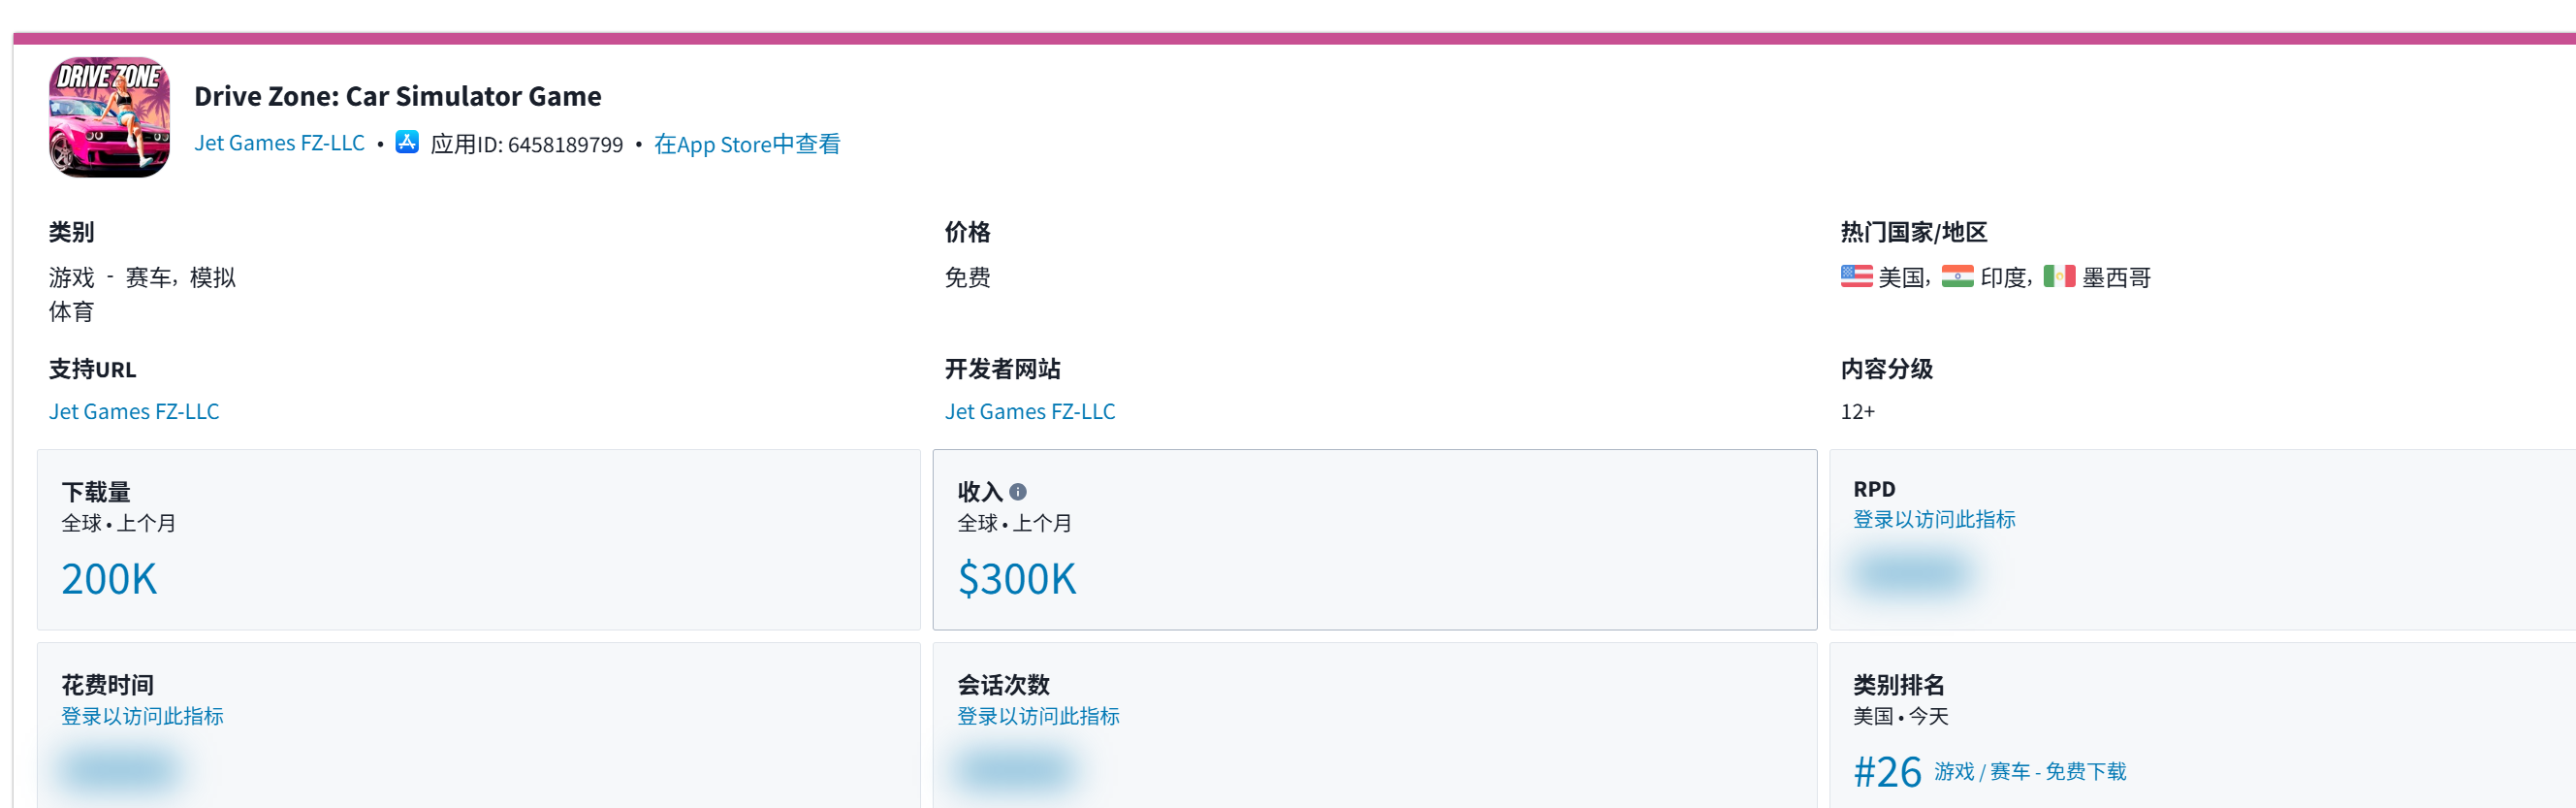 DRIVE ZONE
Drive Zone: Car Simulator Game
Jet Games FZ-LLC • 应用ID: 6458189799 • 在App Store中查看
类别
游戏 - 赛车, 模拟
体育
价格
免费
热门国家/地区
美国, 印度, 墨西哥
支持URL
Jet Games FZ-LLC
开发者网站
Jet Games FZ-LLC
内容分级
12+
下载量
全球 • 上个月
200K
收入
全球 • 上个月
$300K
RPD
登录以访问此指标
花费时间
登录以访问此指标
会话次数
登录以访问此指标
类别排名
美国 • 今天
#26 游戏 / 赛车 - 免费下载